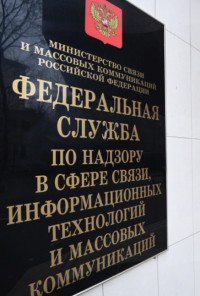 МИНИСТЕРСТВО СВЯЗИ
И МАССОВЫХ КОММУНИКАЦИЙ
РОССИЙСКОЙ ФЕДЕРАЦИИ
ФЕДЕРАЛЬНАЯ
СЛУЖБА
ПО НАДЗОРУ
В СФЕРЕ СВЯЗИ,
ИНФОРМАЦИОННЫХ
ТЕХНОЛОГИЙ
И МАССОВЫХ
КОММУНИКАЦИЙ